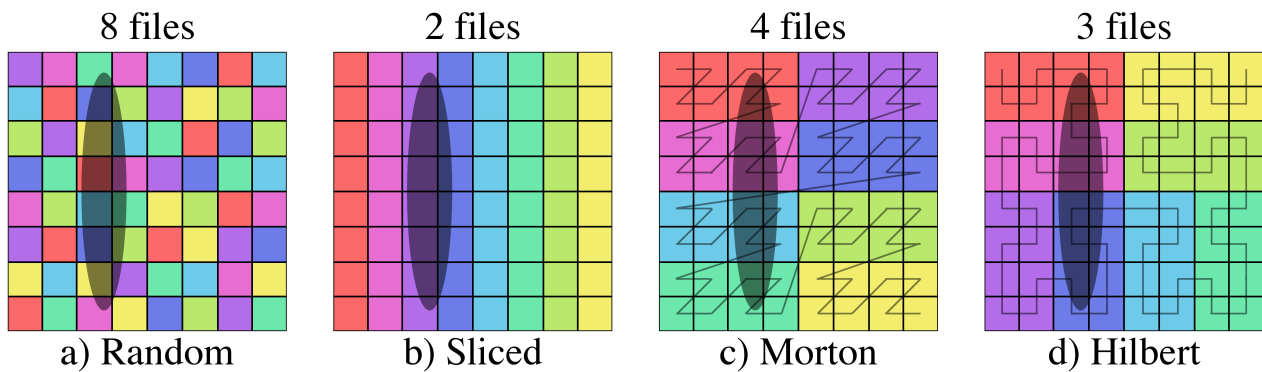 8 files
2 files
4 files
3 files
a) Random
b) Sliced
c) Morton
d) Hilbert